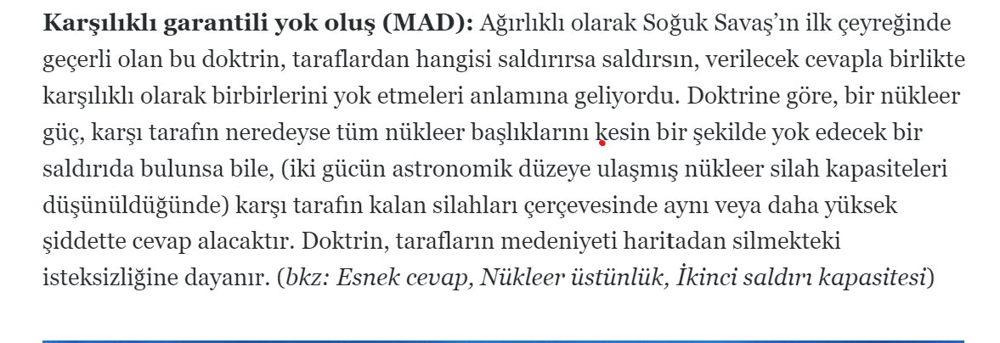 Karşılıklı garantili yok oluş (MAD): Ağırlıklı olarak Soğuk Savaş’ın ilk çeyreğinde
geçerli olan bu doktrin, taraflardan hangisi saldırırsa saldırsın, verilecek cevapla birlikte
karşılıklı olarak birbirlerini yok etmeleri anlamına geliyordu. Doktrine göre, bir nükleer
güç, karşı tarafın neredeyse tüm nükleer başlıklarını kesin bir şekilde yok edecek bir
saldırıda bulunsa bile, (iki gücün astronomik düzeye ulaşmış nükleer silah kapasiteleri
düşünüldüğünde) karşı tarafın kalan silahları çerçevesinde aynı veya daha yüksek
şiddette cevap alacaktır. Doktrin, tarafların medeniyeti haritadan silmekteki
isteksizliğine dayanır. (bkz: Esnek cevap, Nükleer üstünlük, İkinci saldırı kapasitesi)